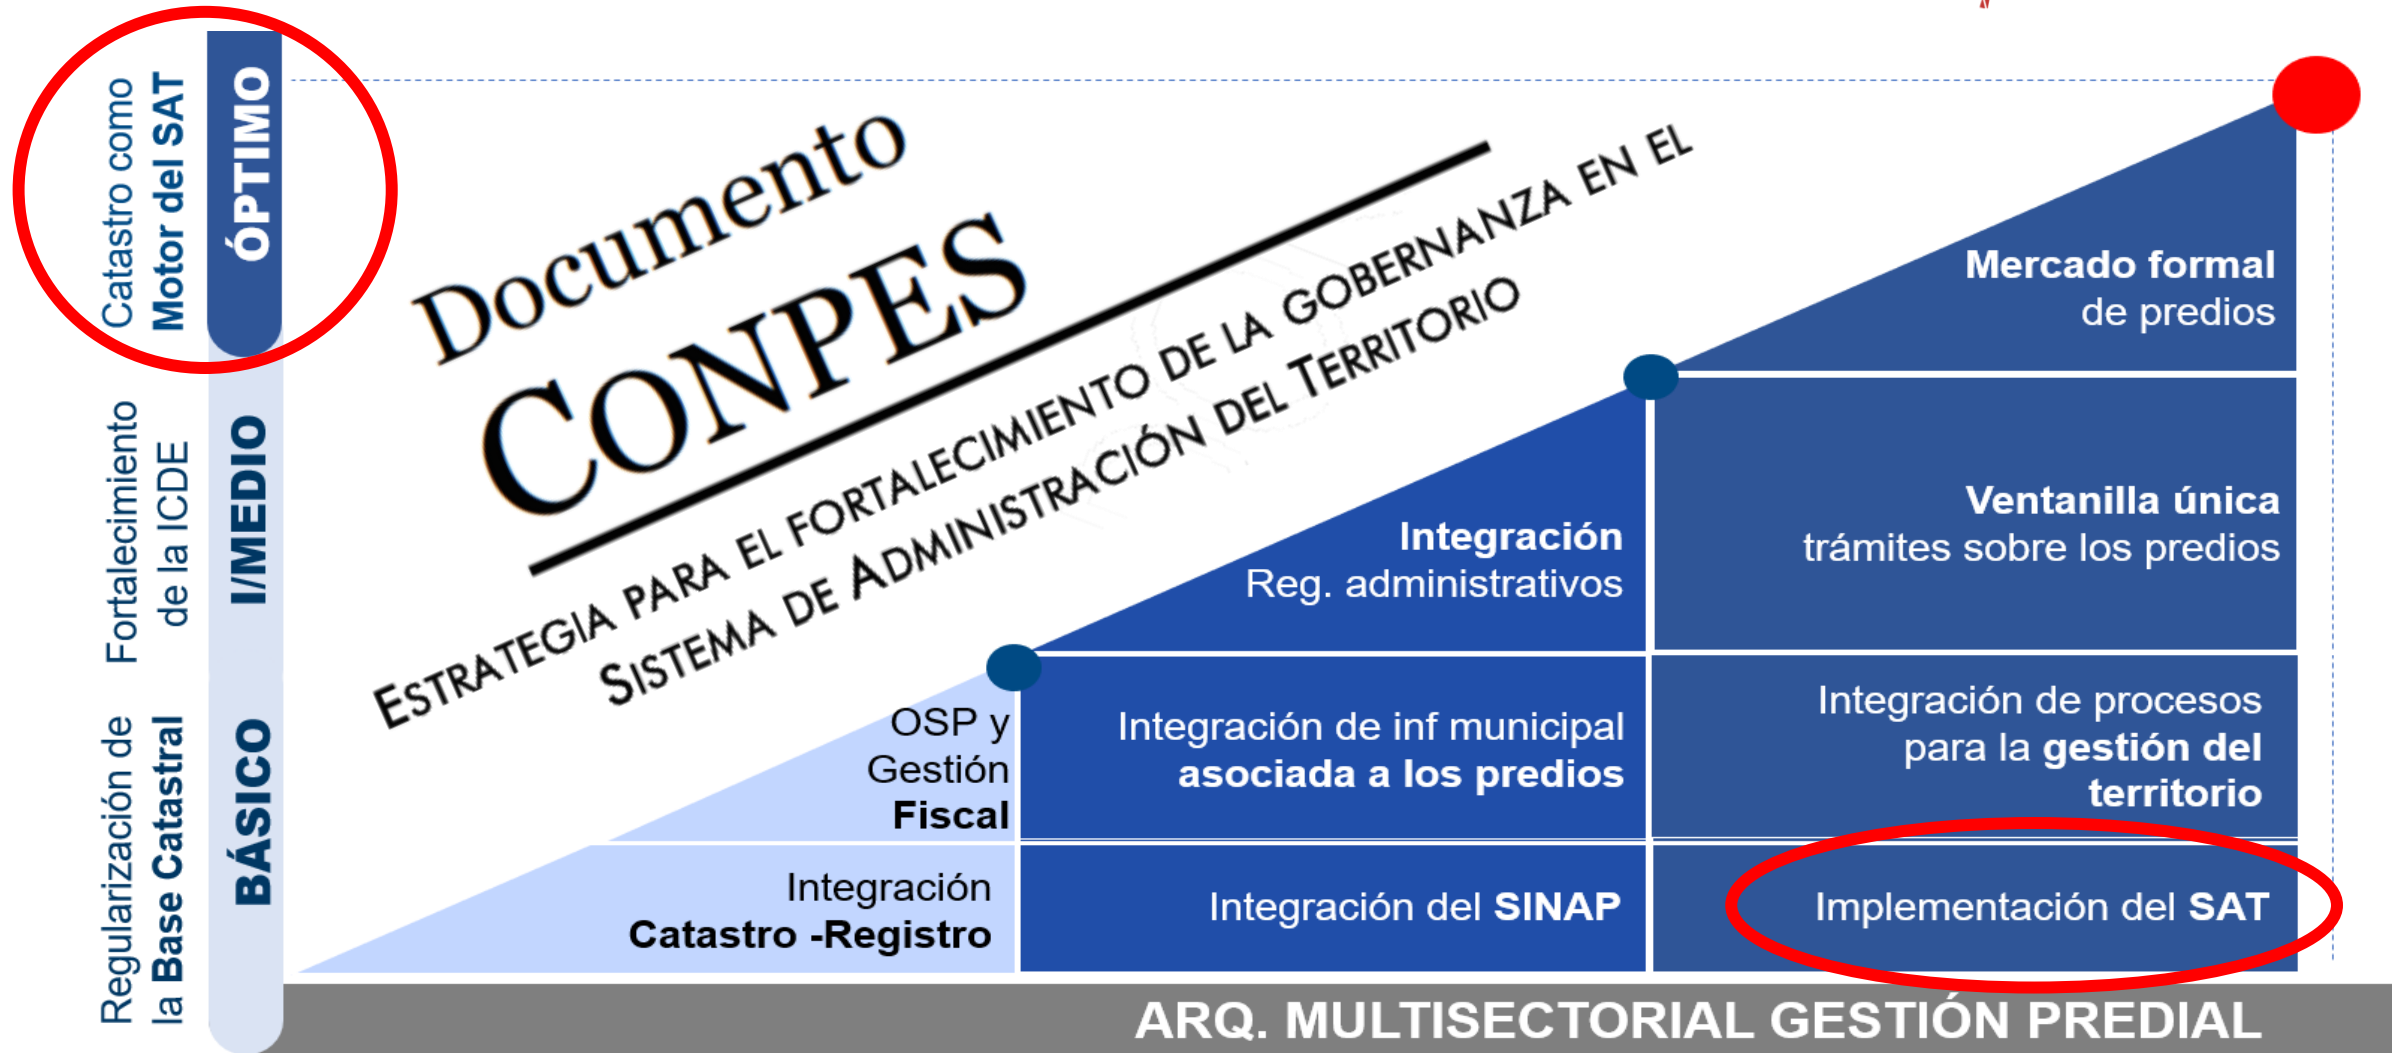 Catastro como
Motor del SAT
ÓPTIMO
Fortalecimiento
de la ICDE
I/MEDIO
Regularización de
la Base Catastral
BÁSICO
Documento
CONPES
ESTRATEGIA PARA EL FORTALECIMIENTO DE LA GOBERNANZA EN EL
SISTEMA DE ADMINISTRACIÓN DEL TERRITORIO
Mercado formal
de predios
Integración
Reg. administrativos
Ventanilla única
trámites sobre los predios
OSP y
Gestión
Fiscal
Integración de inf municipal
asociada a los predios
Integración de procesos
para la gestión del
territorio
Integración
Catastro -Registro
Integración del SINAP
Implementación del SAT
ARQ. MULTISECTORIAL GESTIÓN PREDIAL